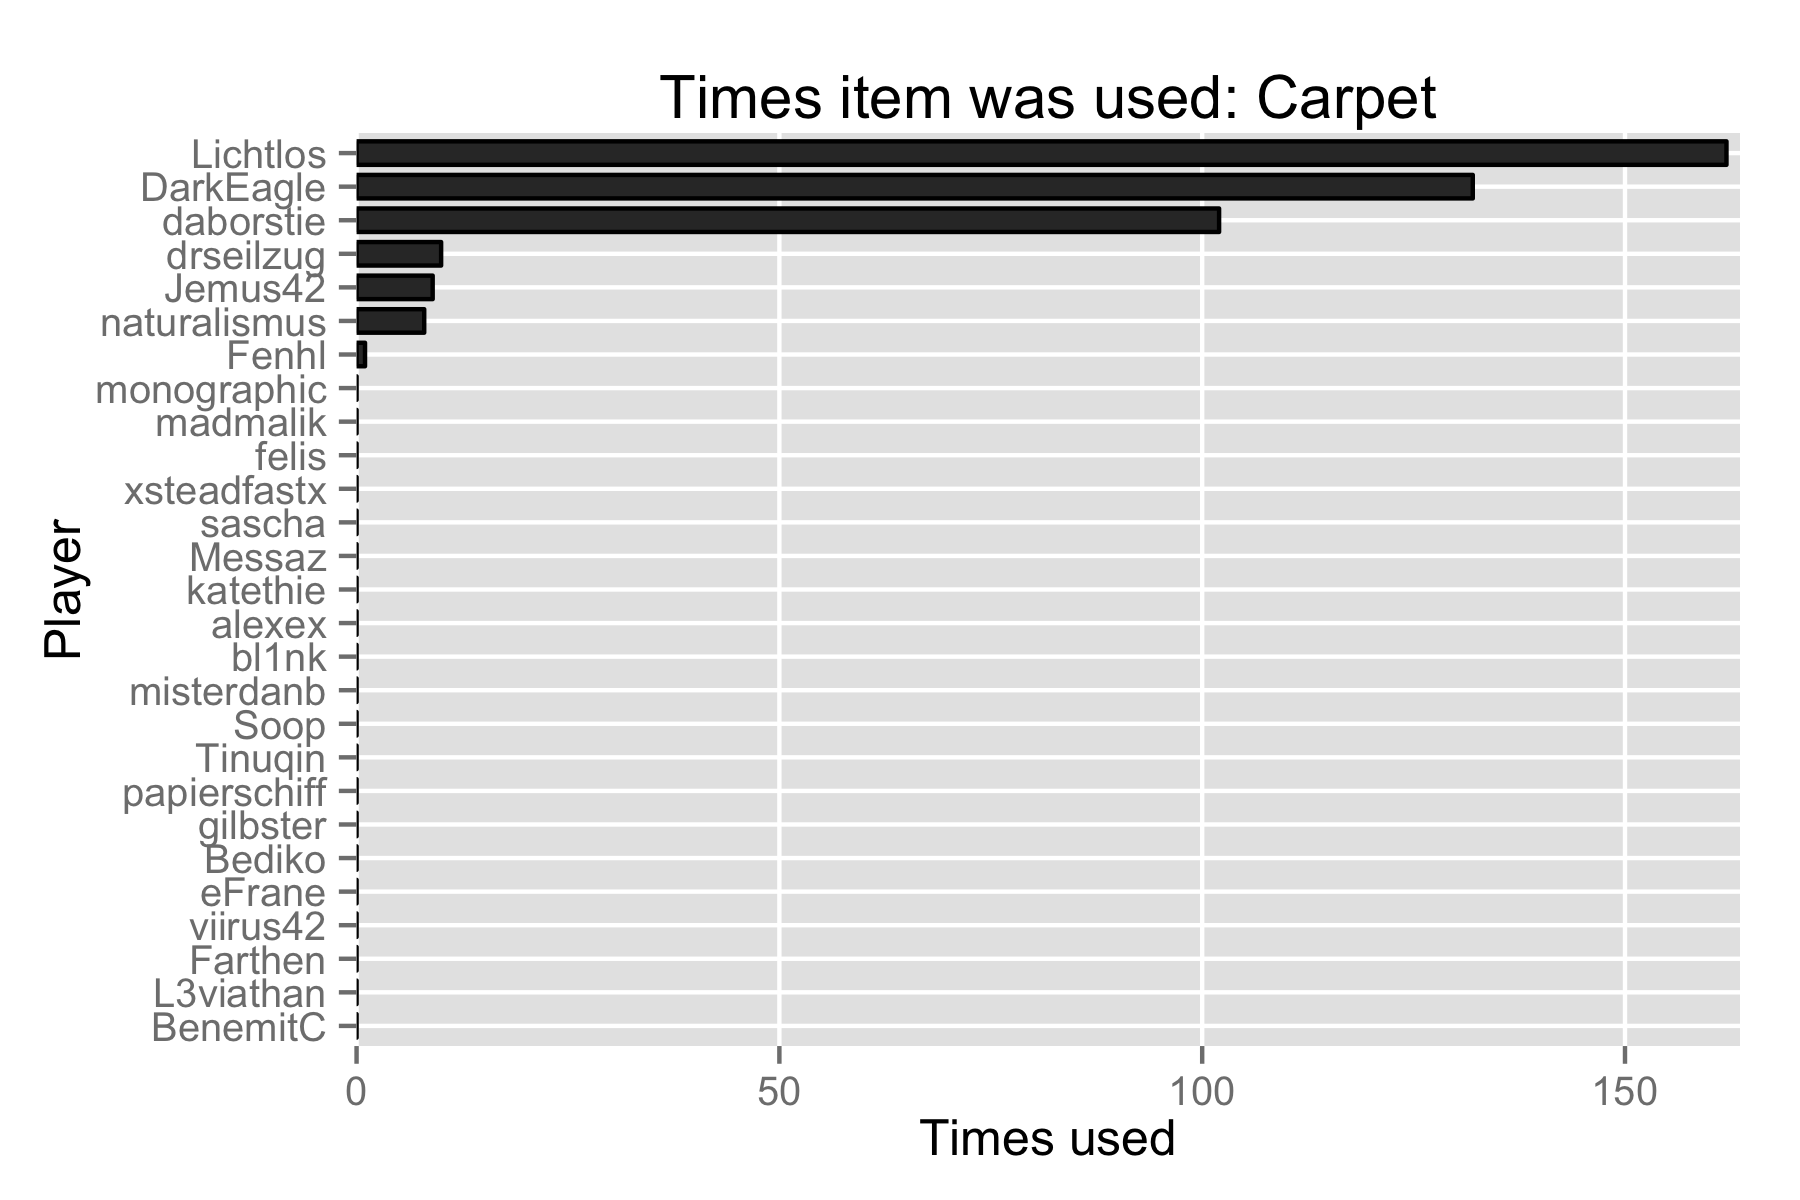 Times item was used: Carpet
Lichtlos
DarkEagle
daborstie
drseilzug
Jemus42
naturalismus
Fenhl
monographic
madmalik
felis
xsteadfastx
sascha
Messaz
katethie
alexex
bl1nk
misterdanb
Soop
Tinuqin
papierschiff
gilbster
Bediko
eFrane
viirus42
Farthen
L3viathan
BenemitC
Player
0 50 100 150
Times used